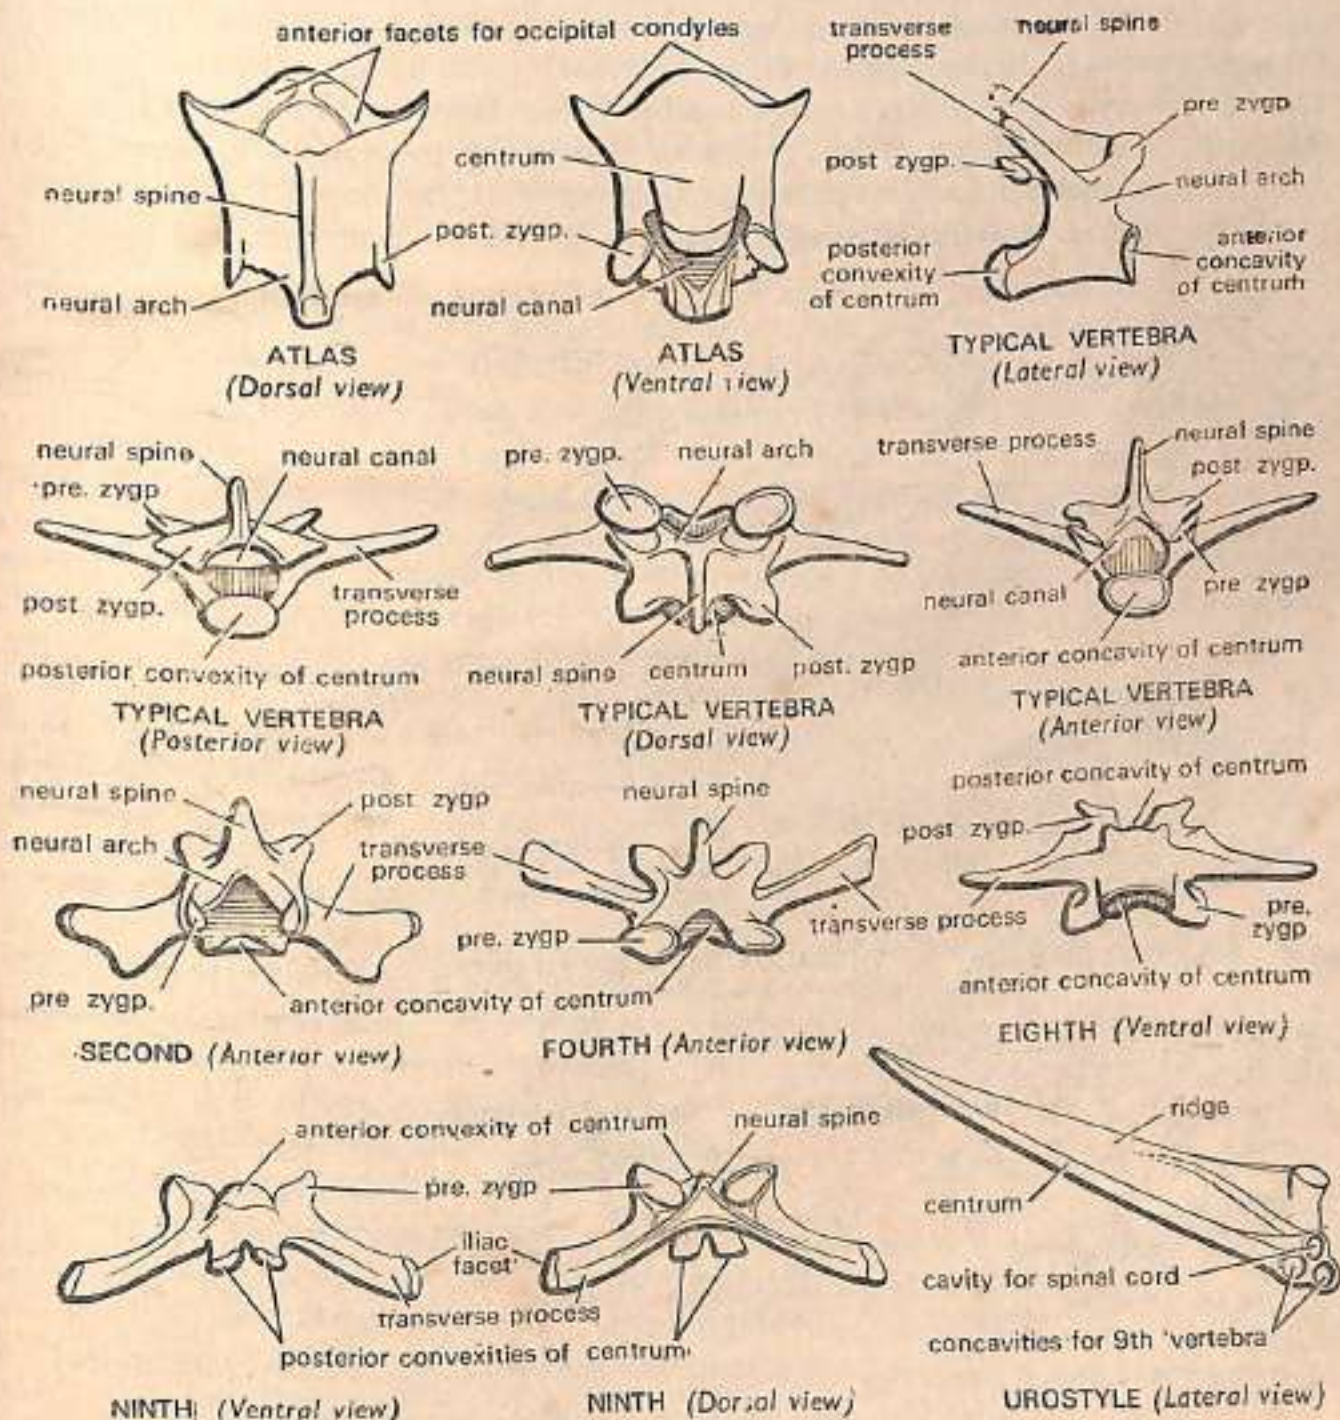 anterior facets for occipital condyles
transverse
process
neural spine
pre zygp
centrum
post zygp.
neural spine
neural arch
post. zygp.
posterior
convexity
of centrum
anterior
concavity
of centrum
neural arch
neural canal
ATLAS
(Dorsal view)
ATLAS
(Ventral view)
TYPICAL VERTEBRA
(Lateral view)
neural spine
neural canal
pre. zygp
post zygp.
transverse
process
posterior convexity of centrum
TYPICAL VERTEBRA
(Posterior view)
pre. zygp.
neural arch
neural spine
centrum
post. zygp
TYPICAL VERTEBRA
(Dorsal view)
transverse process
neural spine
post zygp.
neural canal
pre zygp
anterior concavity of centrum
TYPICAL VERTEBRA
(Anterior view)
neural spine
post zygp
neural arch
transverse
process
pre zygp.
anterior concavity of centrum
SECOND (Anterior view)
neural spine
pre. zygp
transverse process
FOURTH (Anterior view)
posterior concavity of centrum
post zygp.
pre.
zygp
anterior concavity of centrum
EIGHTH (Ventral view)
anterior convexity of centrum
neural spine
pre. zygp
iliac
facet
transverse process
posterior convexities of centrum
NINTH (Ventral view)
NINTH (Dorsal view)
ridge
centrum
cavity for spinal cord
concavities for 9th vertebra
UROSTYLE (Lateral view)